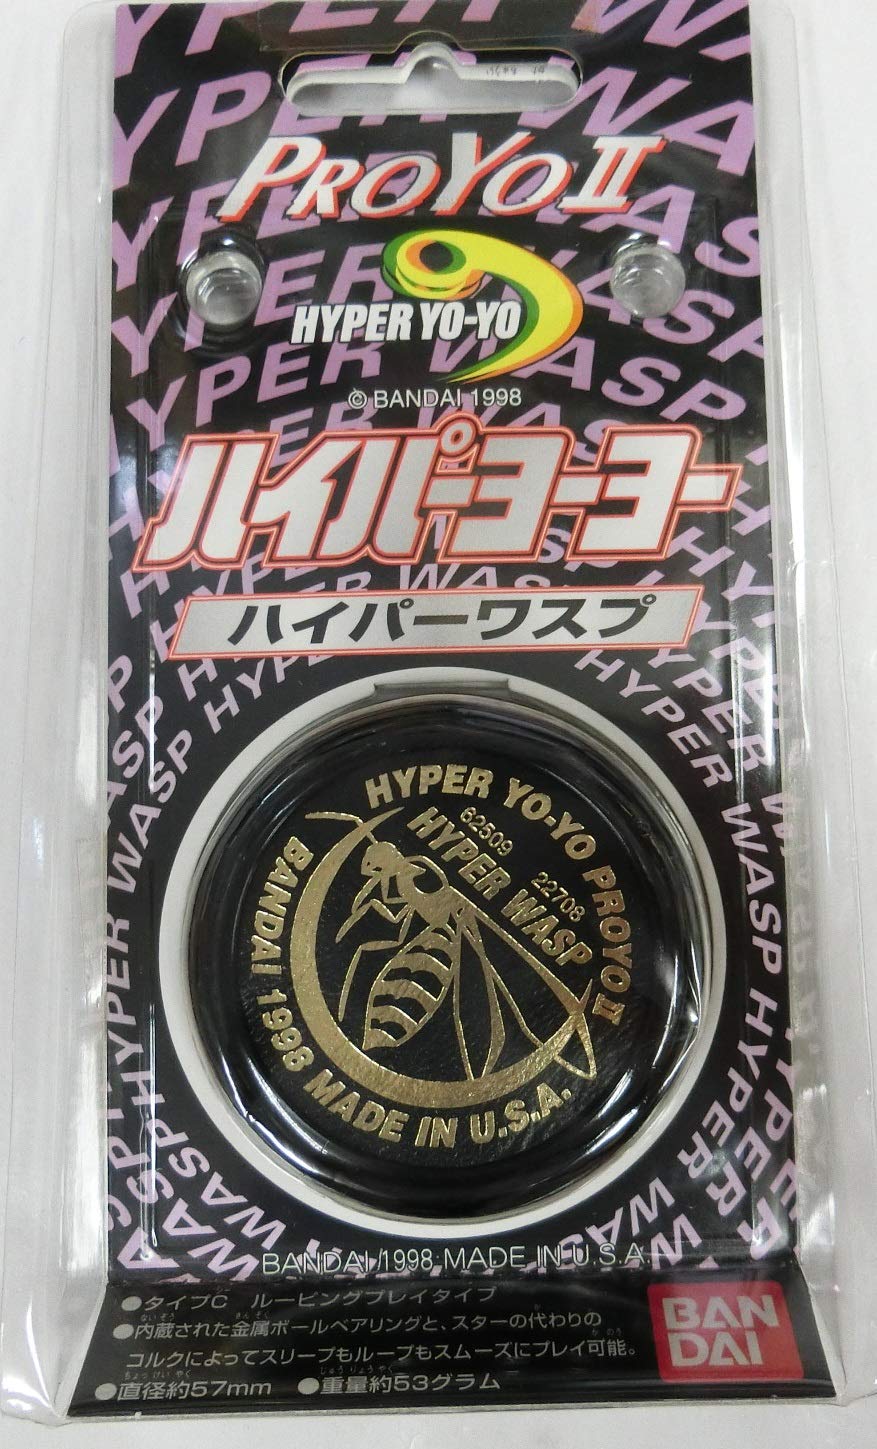 PROYO II
HYPER YO-YO
© BANDAI 1998
ハイパーヨーヨー
ハイパーワスプ
HYPER YO-YO PROYO II
62509 22708
HYPER WASP
BANDAI 1998 MADE IN U.S.A.
BANDAI 1998 MADE IN U.S.A.
●タイプC ルーピングプレイタイプ
●内蔵された金属ボールベアリングと、スターの代わりの
コルクによってスリープもループもスムーズにプレイ可能。
●直径約57mm ●重量約53グラム
BAN
DAI
HYPER WASP